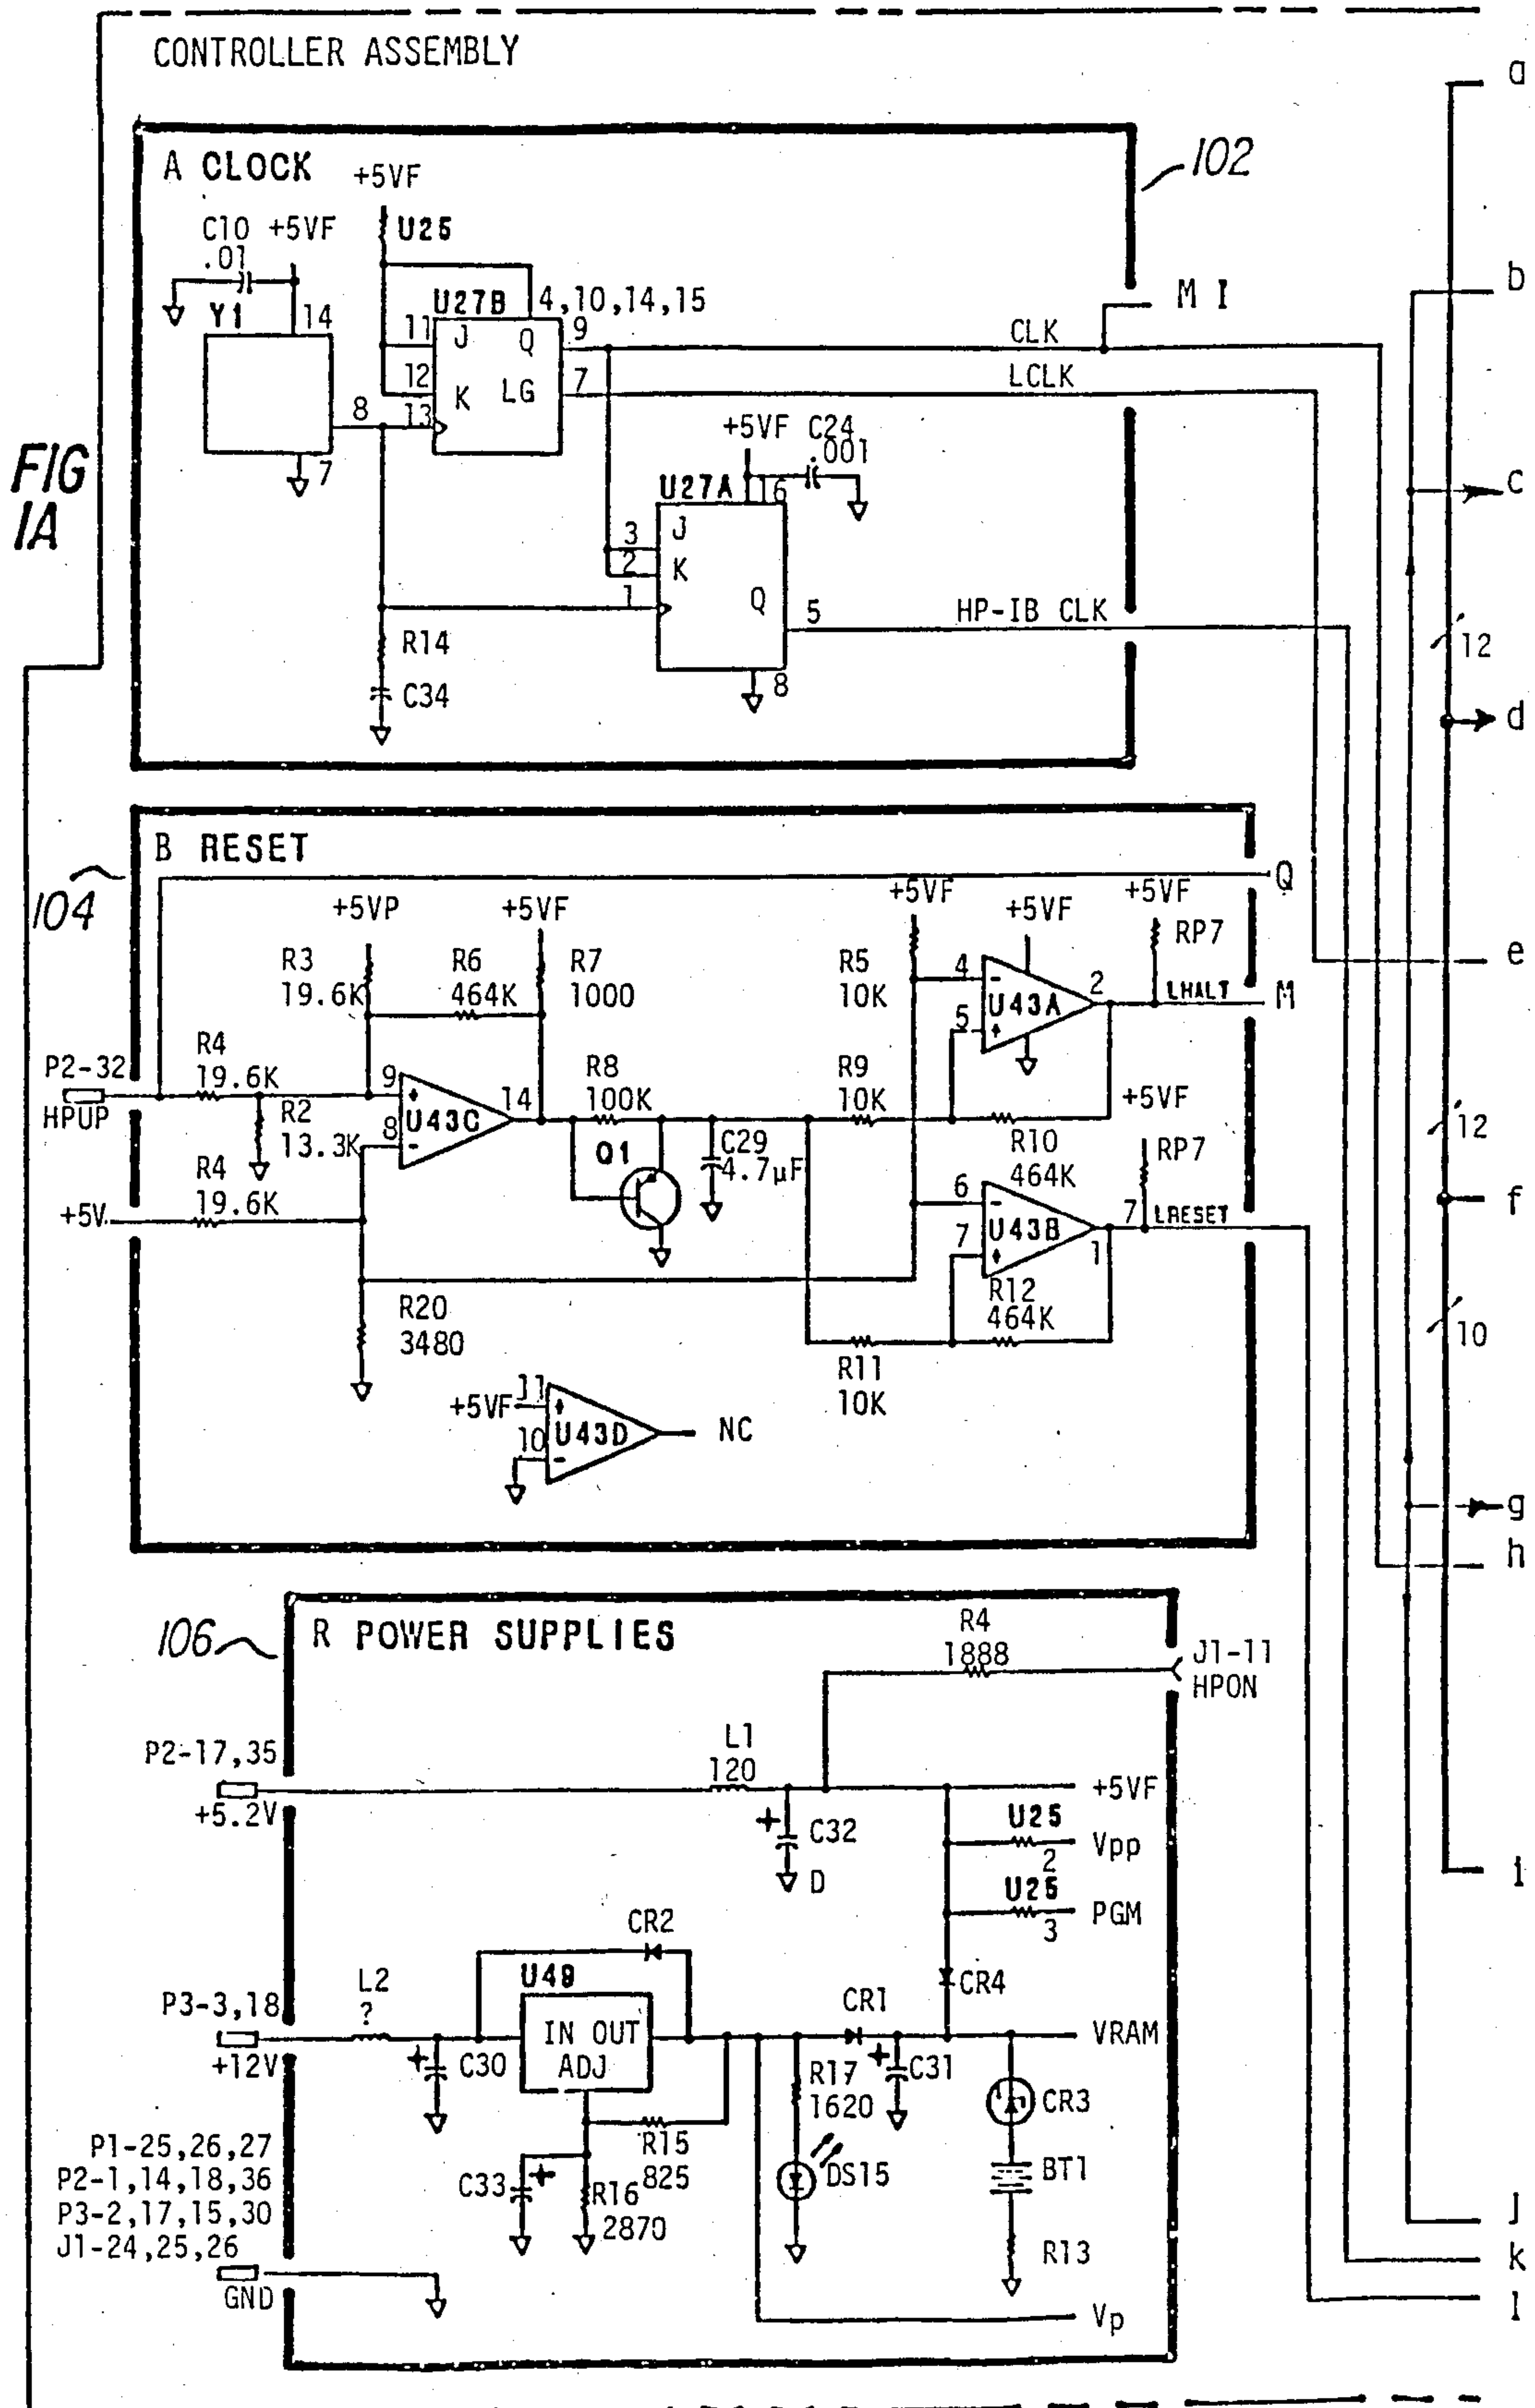 CONTROLLER ASSEMBLY
a
A CLOCK
102
+5VF
C10 +5VF
.01
U25
b
M I
Y1
14
U27B
4,10,14,15
11
J
Q
9
CLK
12
K
LG
7
LCLK
8
13
+5VF
C24
.001
7
FIG
1A
U27A
16
c
3
J
2
K
1
Q
5
HP-IB CLK
R14
12
C34
8
d
B RESET
104
Q
+5VP
+5VF
+5VF
+5VF
+5VF
RP7
R3
19.6K
R6
464K
R7
1000
R5
10K
4
-
2
e
U43A
LHALT
M
5
+
P2-32
HPUP
R4
19.6K
9
+
14
R8
100K
R9
10K
+5VF
U43C
R2
13.3K
8
-
12
Q1
C29
4.7µF
R10
464K
RP7
R4
19.6K
+5V
6
-
f
U43B
7
LRESET
7
+
1
R20
3480
R12
464K
10
R11
10K
+5VF
11
+
U43D
NC
10
-
g
h
106
R POWER SUPPLIES
R4
1888
J1-11
HPON
P2-17,35
L1
120
+5.2V
+5VF
+
C32
U25
Vpp
2
D
U25
i
PGM
3
CR2
U49
CR4
P3-3,18
L2
?
CR1
IN OUT
ADJ
VRAM
+12V
+
C30
R17
1620
+
C31
CR3
P1-25,26,27
P2-1,14,18,36
P3-2,17,15,30
J1-24,25,26
R15
825
C33
+
R16
2870
DS15
BT1
R13
j
k
GND
l
Vp